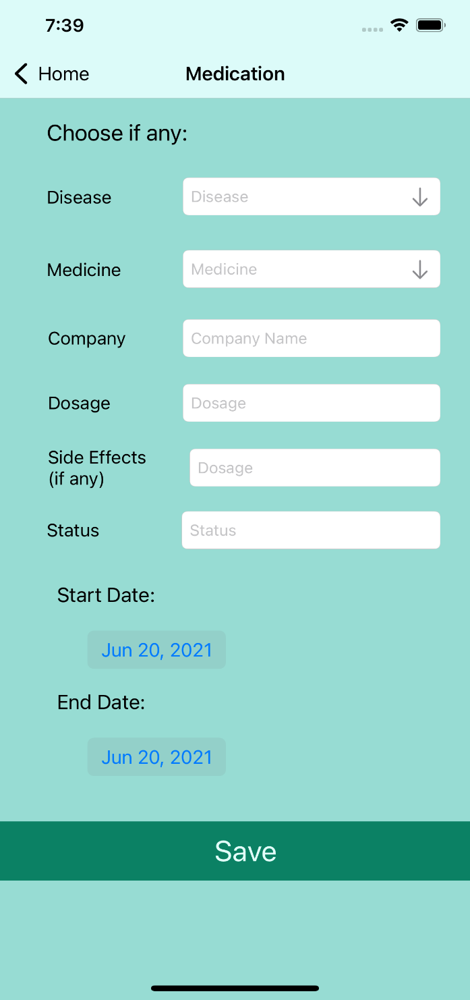 7:39
Home
Medication
Choose if any:
Disease
Disease
Medicine
Medicine
Company
Company Name
Dosage
Dosage
Side Effects
(if any)
Dosage
Status
Status
Start Date:
Jun 20, 2021
End Date:
Jun 20, 2021
Save